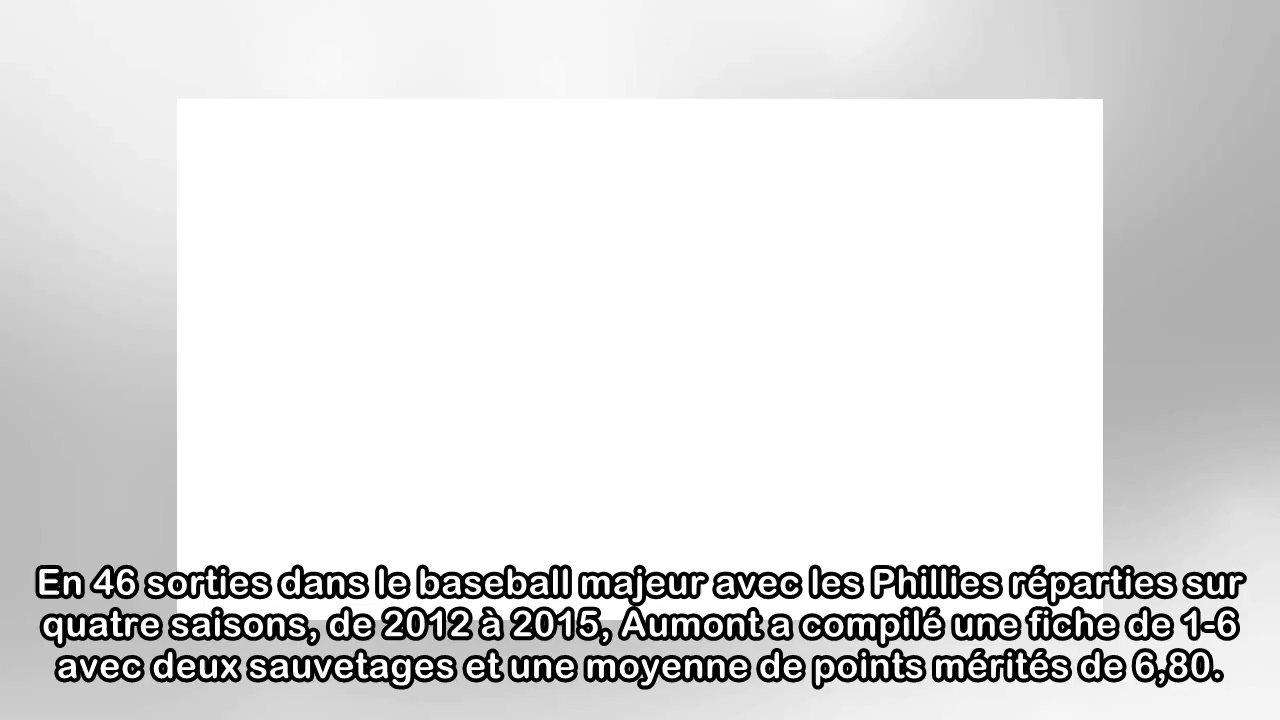 En 46 sorties dans le baseball majeur avec les Phillies réparties sur
quatre saisons, de 2012 à 2015, Aumont a compilé une fiche de 1-6
avec deux sauvetages et une moyenne de points mérités de 6,80.